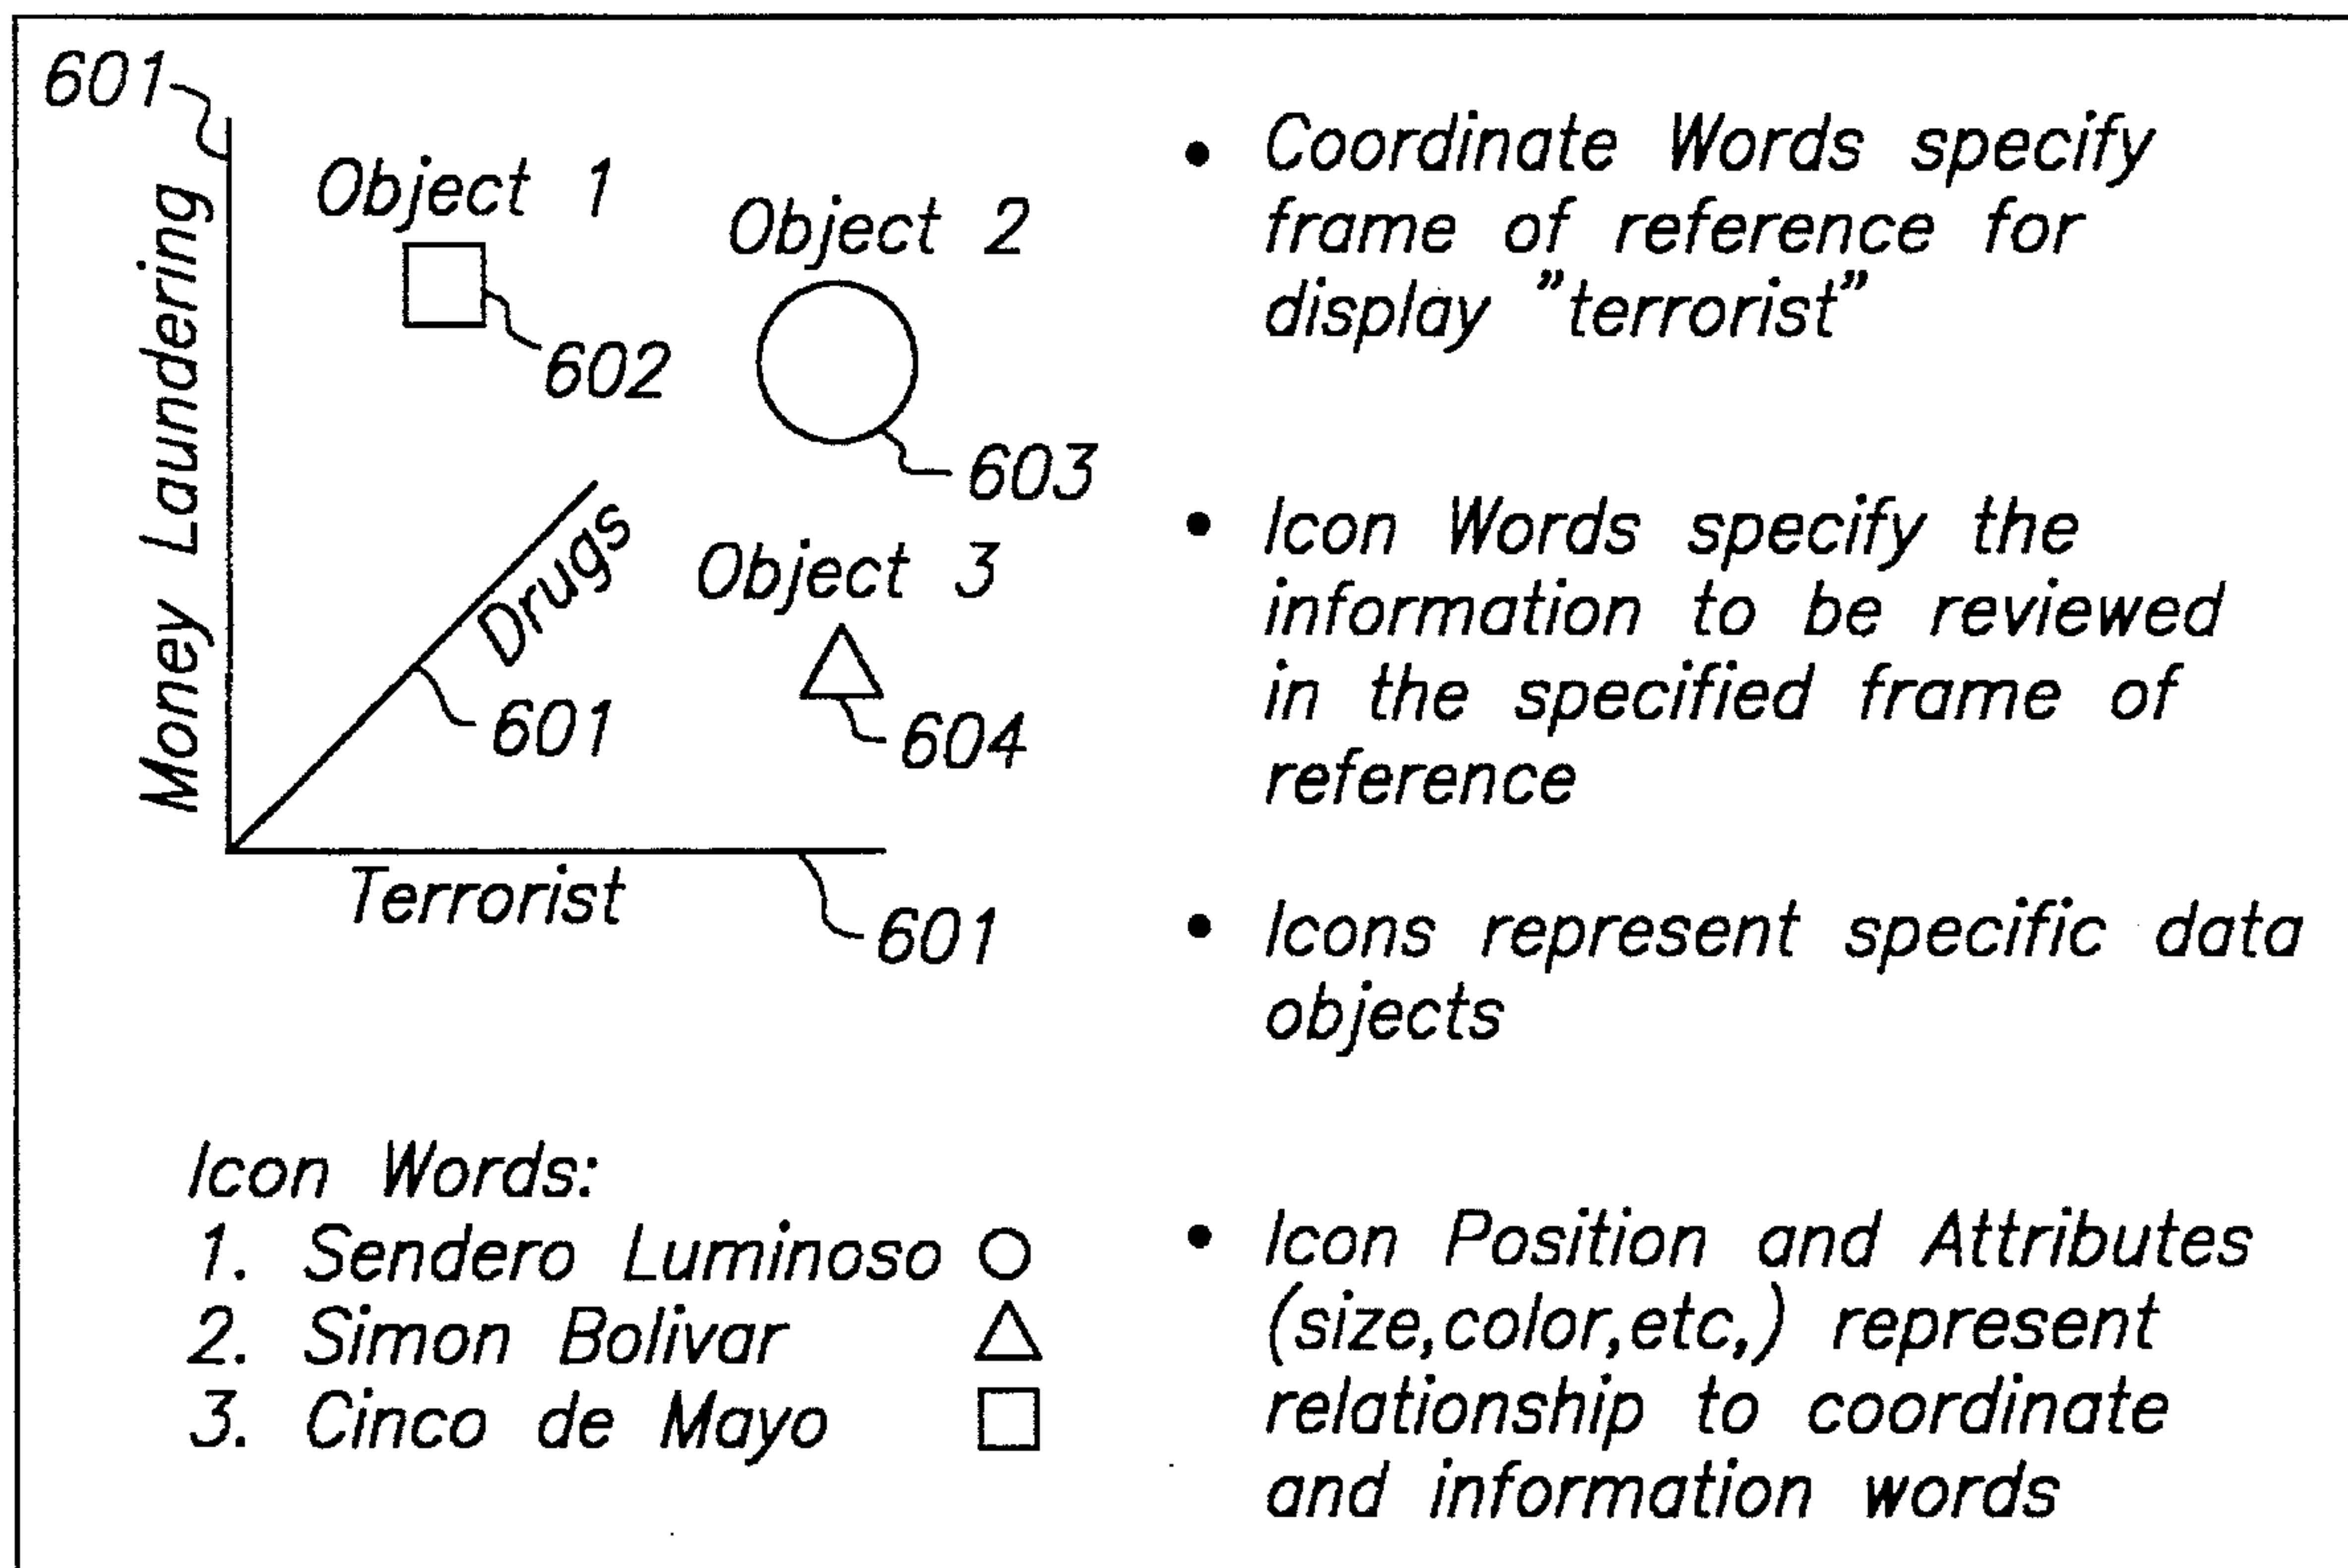 601
Money Laundering
Object 1
602
Object 2
603
Drugs
601
Object 3
604
Terrorist
601
Icon Words:
1. Sendero Luminoso
2. Simon Bolivar
3. Cinco de Mayo
• Coordinate Words specify
frame of reference for
display "terrorist"
• Icon Words specify the
information to be reviewed
in the specified frame of
reference
• Icons represent specific data
objects
• Icon Position and Attributes
(size,color,etc,) represent
relationship to coordinate
and information words